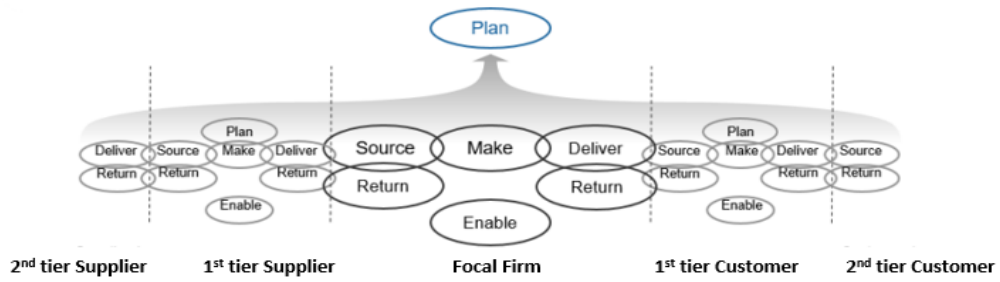 Plan
Plan Plan
Deliver Source Make Deliver Source Make Deliver Source Make Deliver Source
Return Return Return Return Return Return Return Return
Enable Enable
Enable
2nd tier Supplier 1st tier Supplier Focal Firm 1st tier Customer 2nd tier Customer